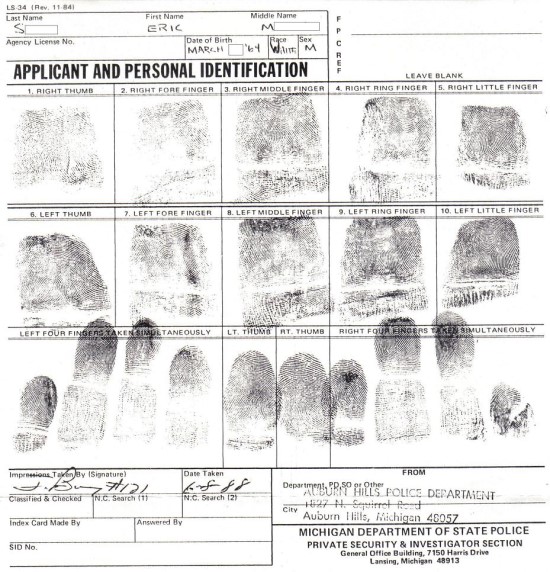 LS-34 (Rev. 11-84)
Last Name First Name Middle Name
S ERIC M
Agency License No. Date of Birth Race Sex
MARCH '64 WHITE M
F
P
C
R
E
F
APPLICANT AND PERSONAL IDENTIFICATION
LEAVE BLANK
1. RIGHT THUMB 2. RIGHT FORE FINGER 3. RIGHT MIDDLE FINGER 4. RIGHT RING FINGER 5. RIGHT LITTLE FINGER
6. LEFT THUMB 7. LEFT FORE FINGER 8. LEFT MIDDLE FINGER 9. LEFT RING FINGER 10. LEFT LITTLE FINGER
LEFT FOUR FINGERS TAKEN SIMULTANEOUSLY LT. THUMB RT. THUMB RIGHT FOUR FINGERS TAKEN SIMULTANEOUSLY
Impressions Taken By (Signature) Date Taken
#121 6-8-88
Classified & Checked N.C. Search (1) N.C. Search (2)
Index Card Made By Answered By
SID No.
FROM
Department, PD, SO or Other
AUBURN HILLS POLICE DEPARTMENT
1827 N. Squirrel Road
City
Auburn Hills, Michigan 48057
MICHIGAN DEPARTMENT OF STATE POLICE
PRIVATE SECURITY & INVESTIGATOR SECTION
General Office Building, 7150 Harris Drive
Lansing, Michigan 48913